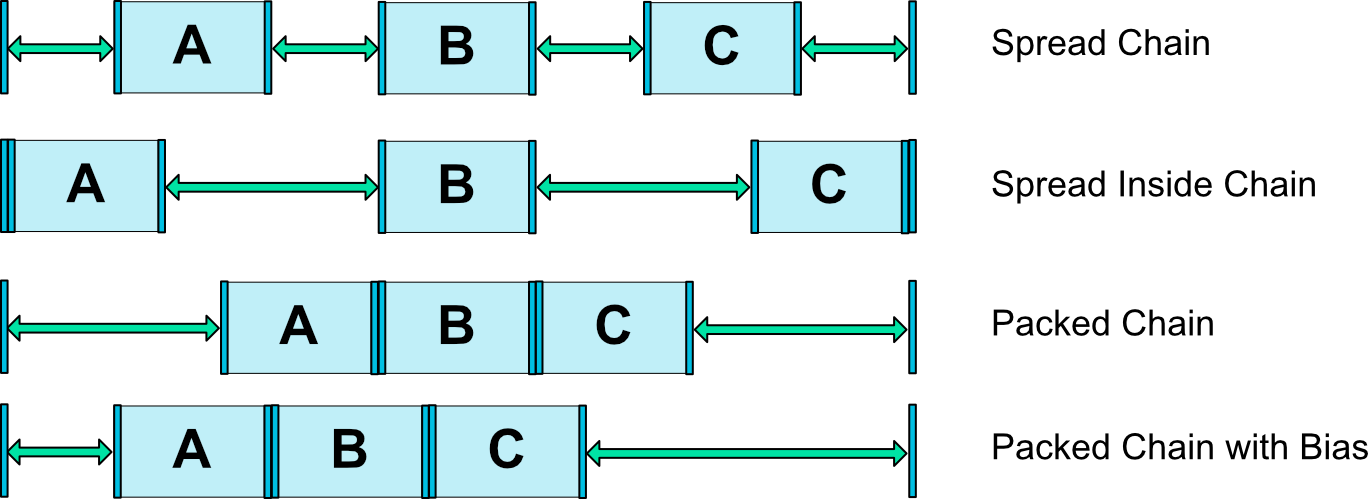 A B C Spread Chain
A B C Spread Inside Chain
A B C Packed Chain
A B C Packed Chain with Bias